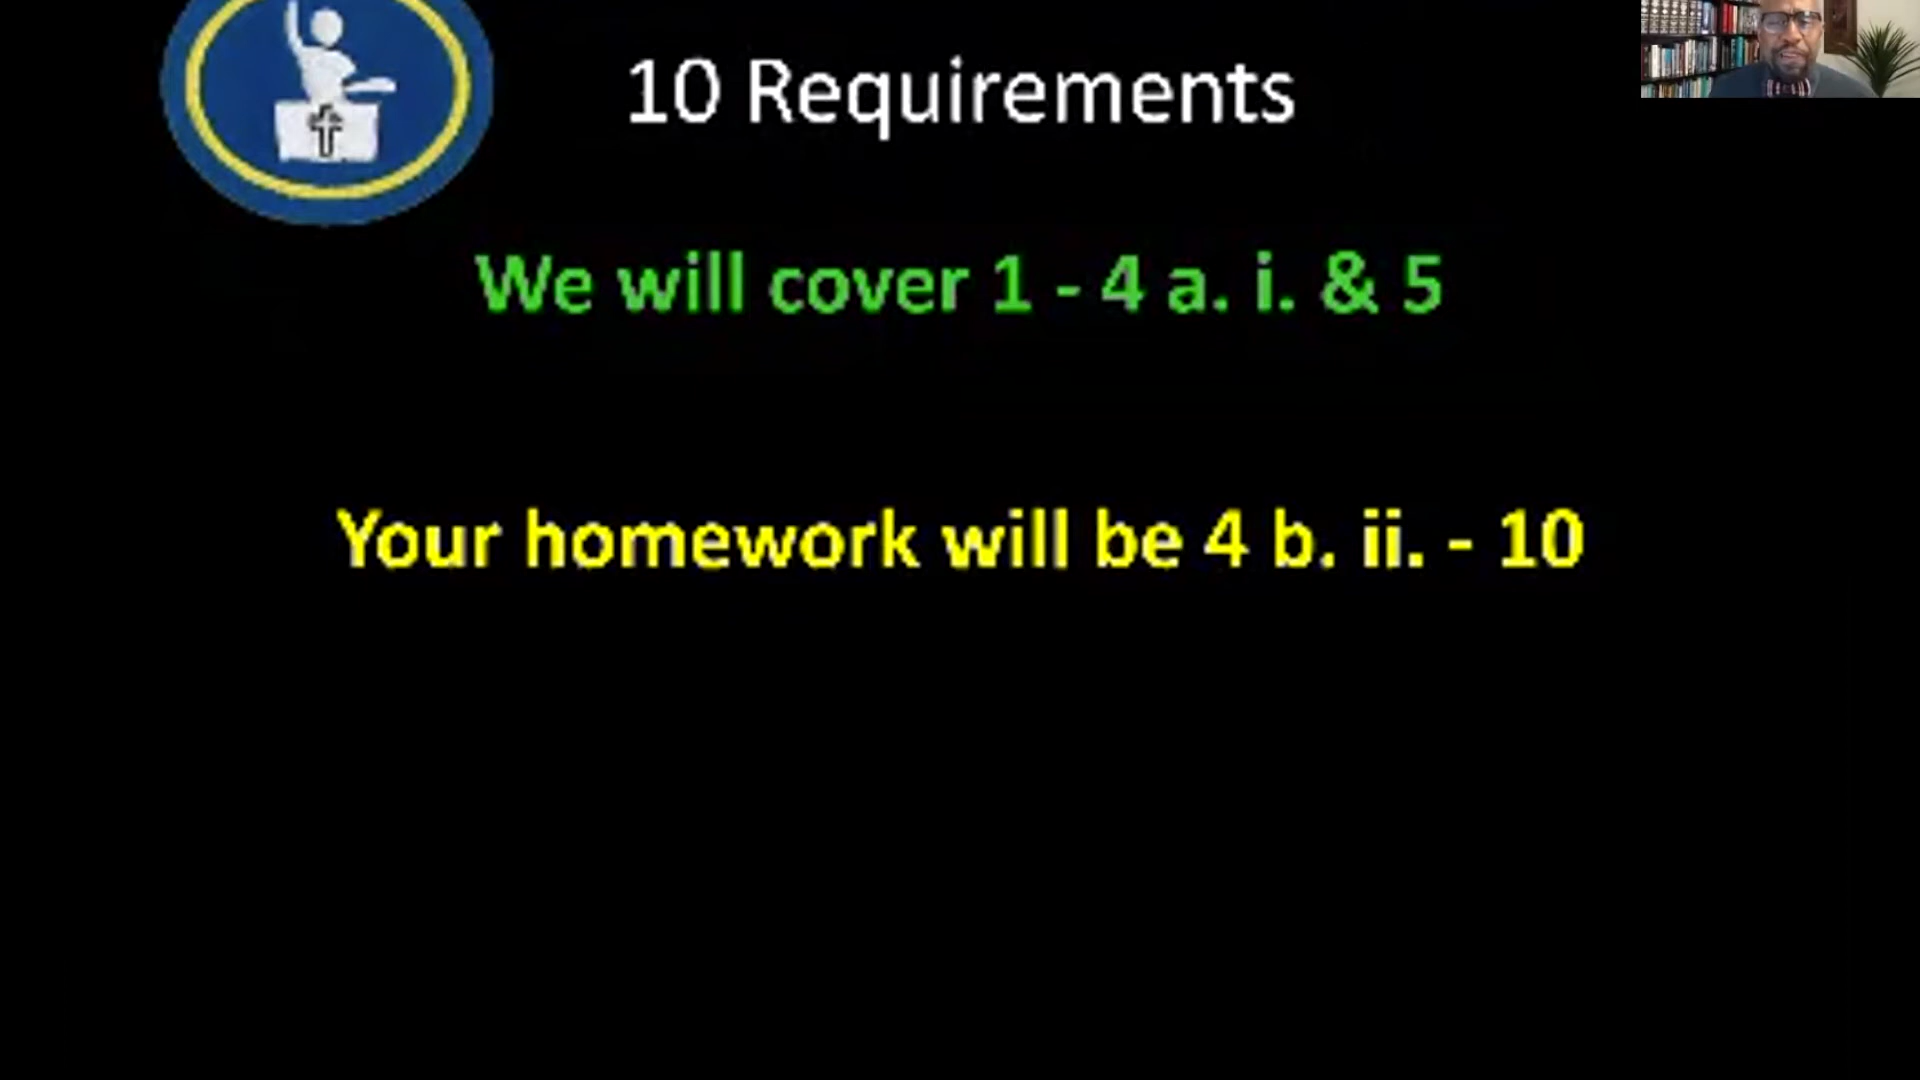 10 Requirements
We will cover 1 - 4 a. i. & 5
Your homework will be 4 b. ii. - 10